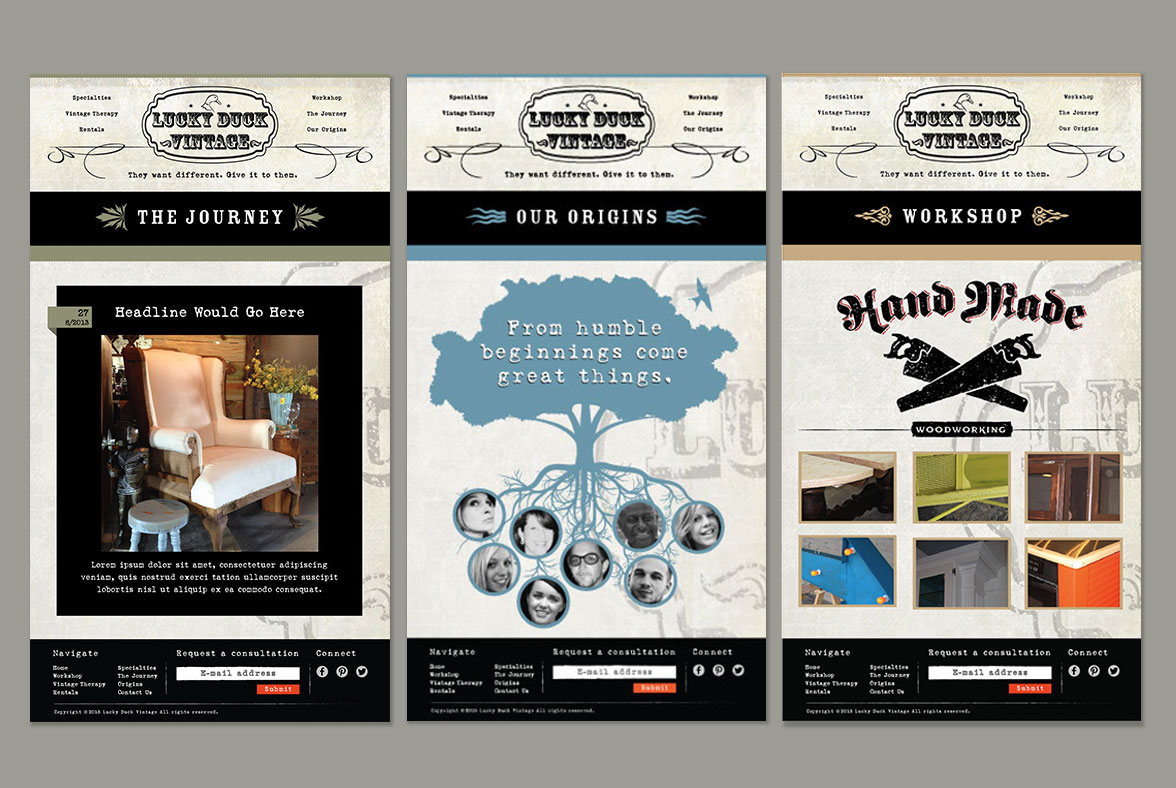 Specialties
Vintage Therapy
Rentals
LUCKY DUCK
VINTAGE
Workshop
The Journey
Our Origins
They want different. Give it to them.
THE JOURNEY
27
8/2013
Headline Would Go Here
Lorem ipsum dolor sit amet, consectetuer adipiscing
veniam, quis nostrud exerci tation ullamcorper suscipit
lobortis nisl ut aliquip ex ea commodo consequat.
Navigate
Home
Workshop
Vintage Therapy
Rentals
Specialties
The Journey
Origins
Contact Us
Request a consultation
E-mail address
Submit
Connect
Copyright ©2013 Lucky Duck Vintage All rights reserved.
Specialties
Vintage Therapy
Rentals
LUCKY DUCK
VINTAGE
Workshop
The Journey
Our Origins
They want different. Give it to them.
OUR ORIGINS
From humble
beginnings come
great things.
Navigate
Home
Workshop
Vintage Therapy
Rentals
Specialties
The Journey
Origins
Contact Us
Request a consultation
E-mail address
Submit
Connect
Copyright ©2013 Lucky Duck Vintage All rights reserved.
Specialties
Vintage Therapy
Rentals
LUCKY DUCK
VINTAGE
Workshop
The Journey
Our Origins
They want different. Give it to them.
WORKSHOP
Hand Made
WOODWORKING
Navigate
Home
Workshop
Vintage Therapy
Rentals
Specialties
The Journey
Origins
Contact Us
Request a consultation
E-mail address
Submit
Connect
Copyright ©2013 Lucky Duck Vintage All rights reserved.